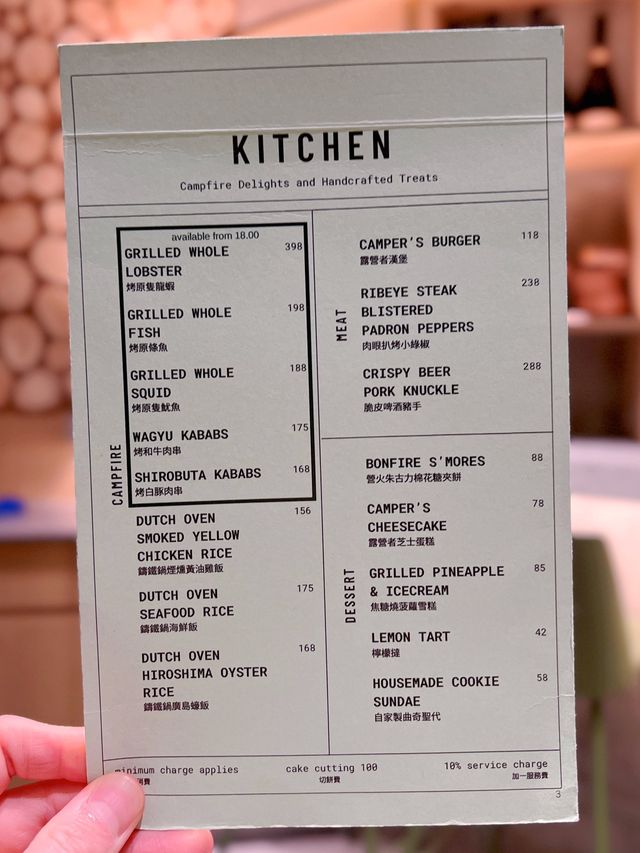 KITCHEN
Campfire Delights and Handcrafted Treats
CAMPFIRE
available from 18.00
GRILLED WHOLE 398
LOBSTER
烤原隻龍蝦
GRILLED WHOLE 198
FISH
烤原條魚
GRILLED WHOLE 188
SQUID
烤原隻魷魚
WAGYU KABABS 175
烤和牛肉串
SHIROBUTA KABABS 168
烤白豚肉串
DUTCH OVEN 156
SMOKED YELLOW
CHICKEN RICE
鑄鐵鍋煙燻黃油雞飯
DUTCH OVEN 175
SEAFOOD RICE
鑄鐵鍋海鮮飯
DUTCH OVEN 168
HIROSHIMA OYSTER
RICE
鑄鐵鍋廣島蠔飯
MEAT
CAMPER'S BURGER 118
露營者漢堡
RIBEYE STEAK 238
BLISTERED
PADRON PEPPERS
肉眼扒烤小綠椒
CRISPY BEER 288
PORK KNUCKLE
脆皮啤酒豬手
DESSERT
BONFIRE S'MORES 88
營火朱古力棉花糖夾餅
CAMPER'S 78
CHEESECAKE
露營者芝士蛋糕
GRILLED PINEAPPLE 85
& ICECREAM
焦糖燒菠蘿雪糕
LEMON TART 42
檸檬撻
HOUSEMADE COOKIE 58
SUNDAE
自家製曲奇聖代
minimum charge applies
消費
cake cutting 100
切餅費
10% service charge
加一服務費
3